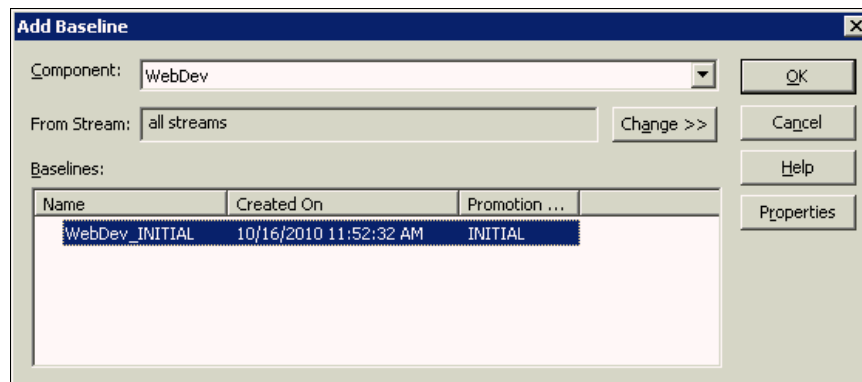 Add Baseline
Component: WebDev
OK
From Stream: all streams Change >> Cancel
Baselines: Help
Name Created On Promotion ... Properties
WebDev_INITIAL 10/16/2010 11:52:32 AM INITIAL